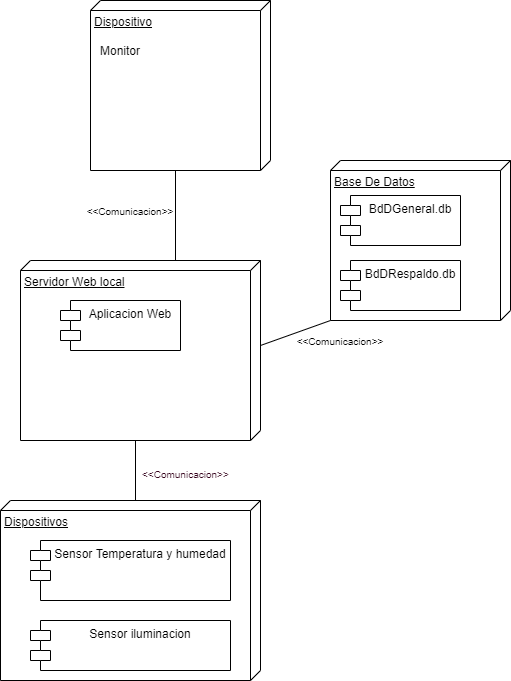 Dispositivo
Monitor
<<Comunicacion>>
Base De Datos
BdDGeneral.db
BdDRespaldo.db
Servidor Web local
Aplicacion Web
<<Comunicacion>>
<<Comunicacion>>
Dispositivos
Sensor Temperatura y humedad
Sensor iluminacion